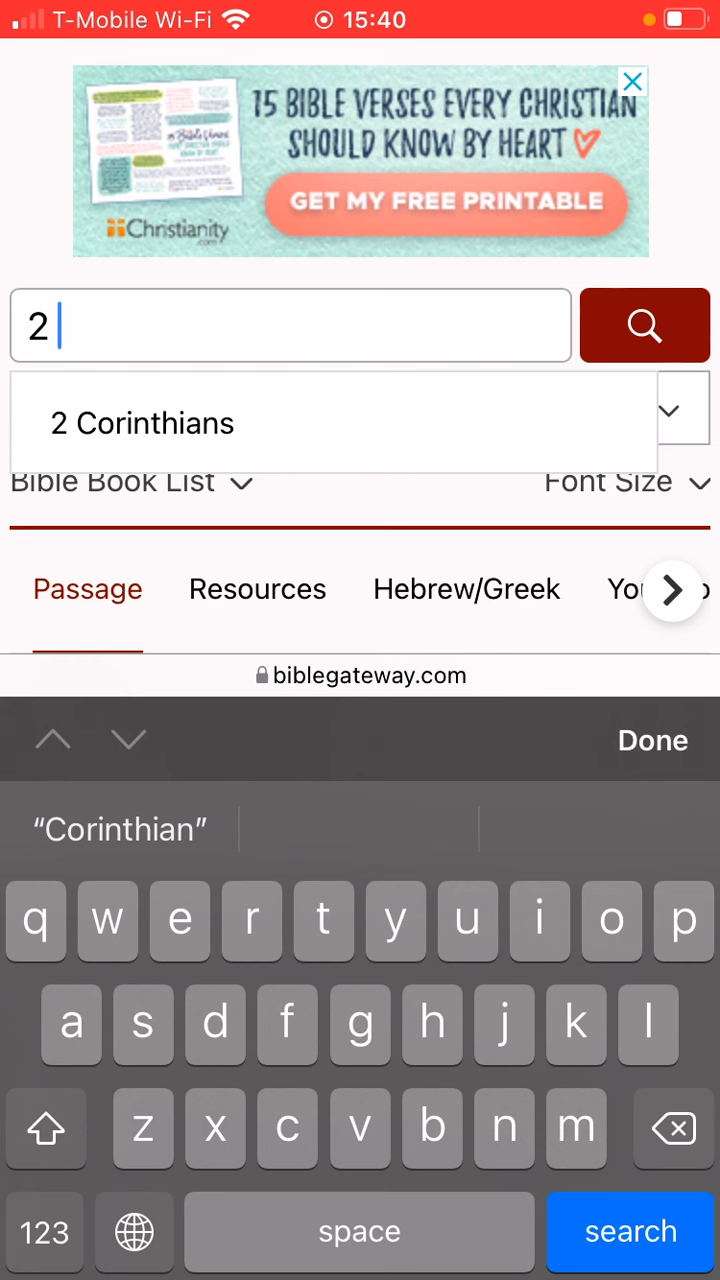 T-Mobile Wi-Fi 15:40
15 BIBLE VERSES EVERY CHRISTIAN
SHOULD KNOW BY HEART
GET MY FREE PRINTABLE
Christianity
.com
2
2 Corinthians
Bible Book List Font Size
Passage Resources Hebrew/Greek
biblegateway.com
Done
“Corinthian”
q w e r t y u i o p
a s d f g h j k l
z x c v b n m
123 space search